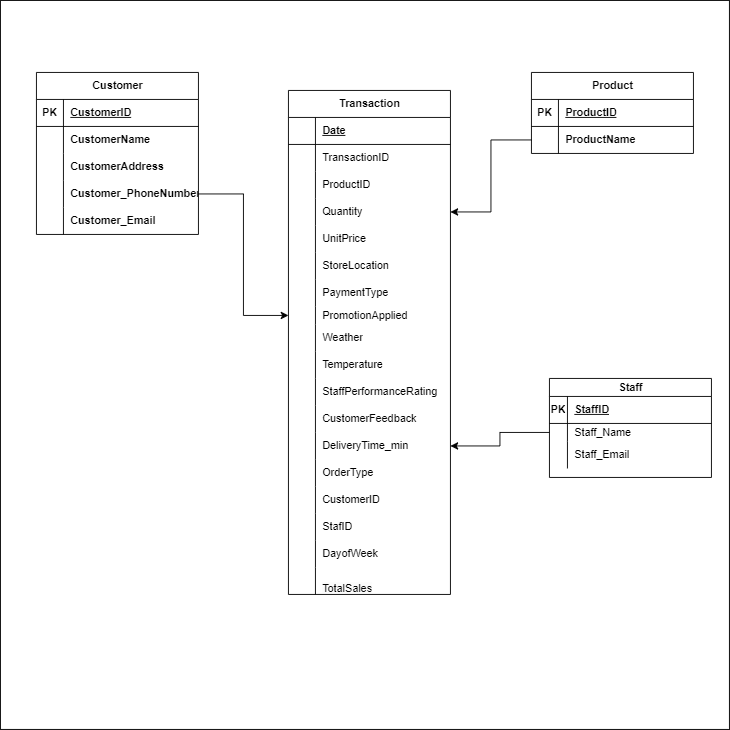 Customer
PK CustomerID
CustomerName
CustomerAddress
Customer_PhoneNumber
Customer_Email
Transaction
Date
TransactionID
ProductID
Quantity
UnitPrice
StoreLocation
PaymentType
PromotionApplied
Weather
Temperature
StaffPerformanceRating
CustomerFeedback
DeliveryTime_min
OrderType
CustomerID
StafID
DayofWeek
TotalSales
Product
PK ProductID
ProductName
Staff
PK StaffID
Staff_Name
Staff_Email